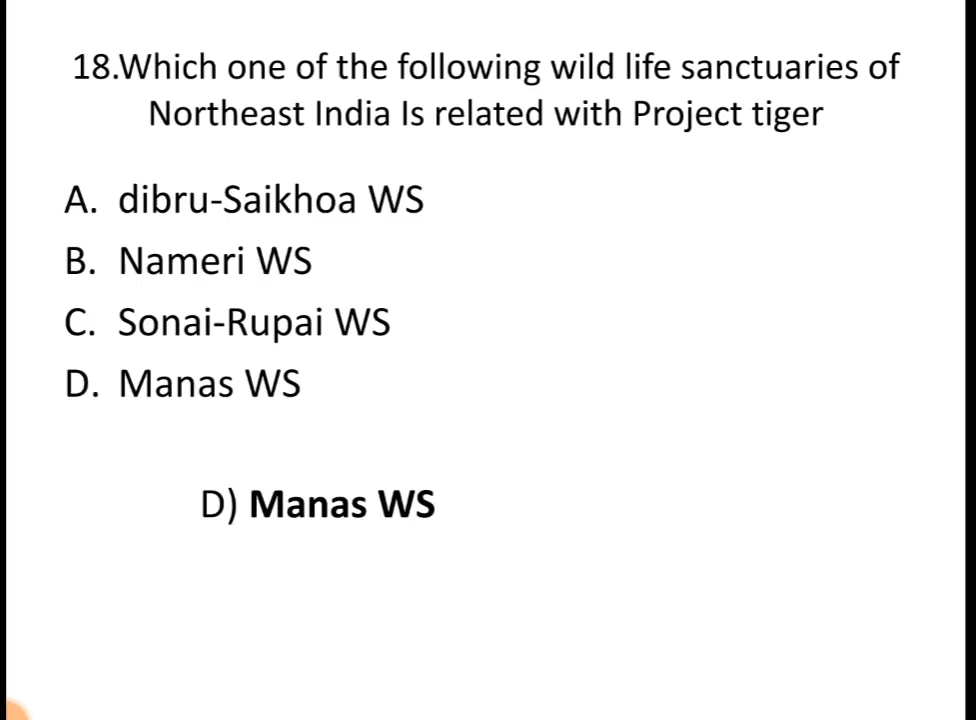 18.Which one of the following wild life sanctuaries of
Northeast India Is related with Project tiger
A. dibru-Saikhoa WS
B. Nameri WS
C. Sonai-Rupai WS
D. Manas WS
D) Manas WS